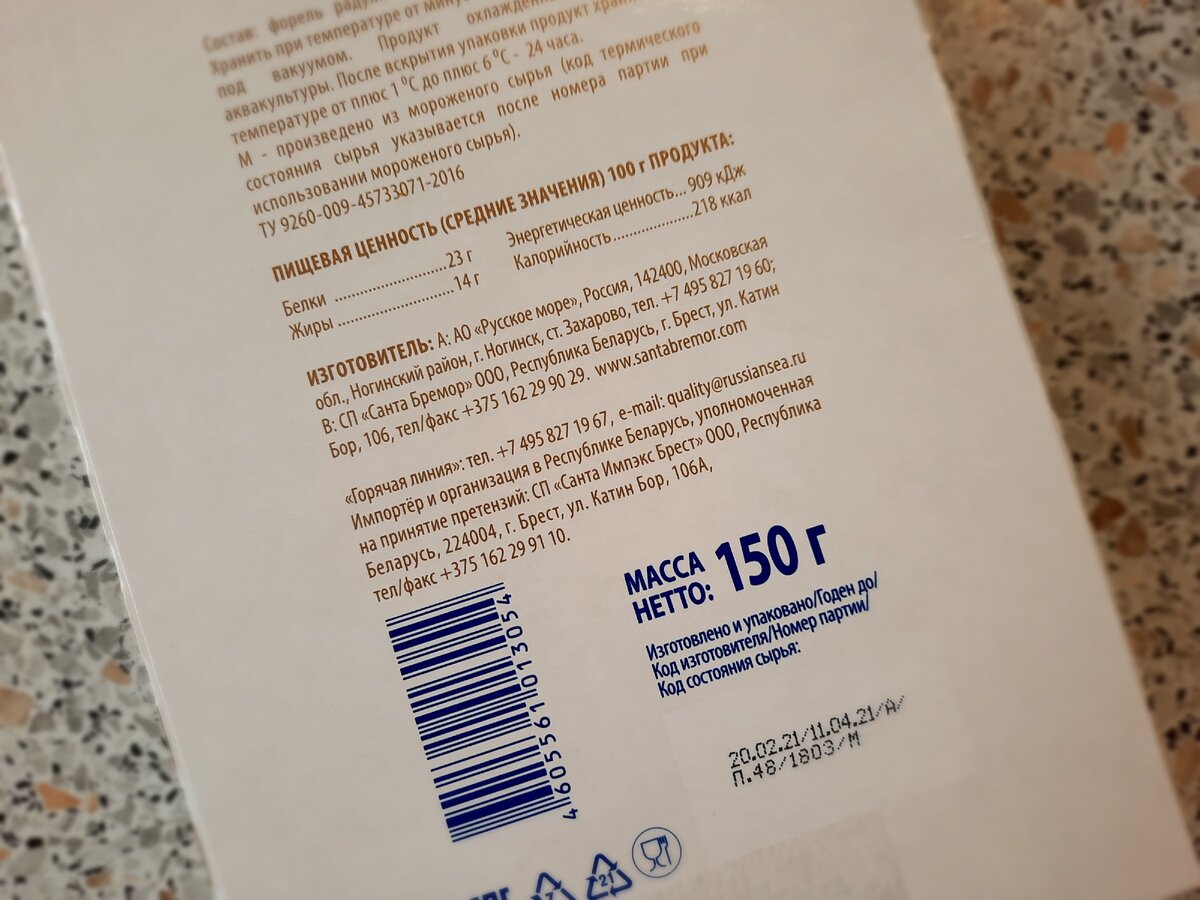 Состав: форель
Хранить при температуре от
под вакуумом. Продукт
аквакультуры. После вскрытия упаковки продукт
температуре от плюс 1 °С до плюс 6 °С - 24 часа.
М - произведено из мороженого сырья (код термического
состояния сырья указывается после номера партии при
использовании мороженого сырья).
ТУ 9260-009-45733071-2016
ПИЩЕВАЯ ЦЕННОСТЬ (СРЕДНИЕ ЗНАЧЕНИЯ) 100 г ПРОДУКТА:
Белки ........................23 г
Жиры ........................14 г
Энергетическая ценность... 909 кДж
Калорийность.................218 ккал
ИЗГОТОВИТЕЛЬ: А: АО «Русское море», Россия, 142400, Московская
обл., Ногинский район, г. Ногинск, ст. Захарово, тел. +7 495 827 19 60;
В: СП «Санта Бремор» ООО, Республика Беларусь, г. Брест, ул. Катин
Бор, 106, тел/факс +375 162 29 90 29. www.santabremor.com
«Горячая линия»: тел. +7 495 827 19 67, e-mail: quality@russiansea.ru
Импортёр и организация в Республике Беларусь, уполномоченная
на принятие претензий: СП «Санта Импэкс Брест» ООО, Республика
Беларусь, 224004, г. Брест, ул. Катин Бор, 106А,
тел/факс +375 162 29 91 10.
МАССА
НЕТТО: 150 г
Изготовлено и упаковано/Годен до/
Код изготовителя/Номер партии/
Код состояния сырья:
20.02.21/11.04.21/А/
П.48/1803/М
4605561013054
21